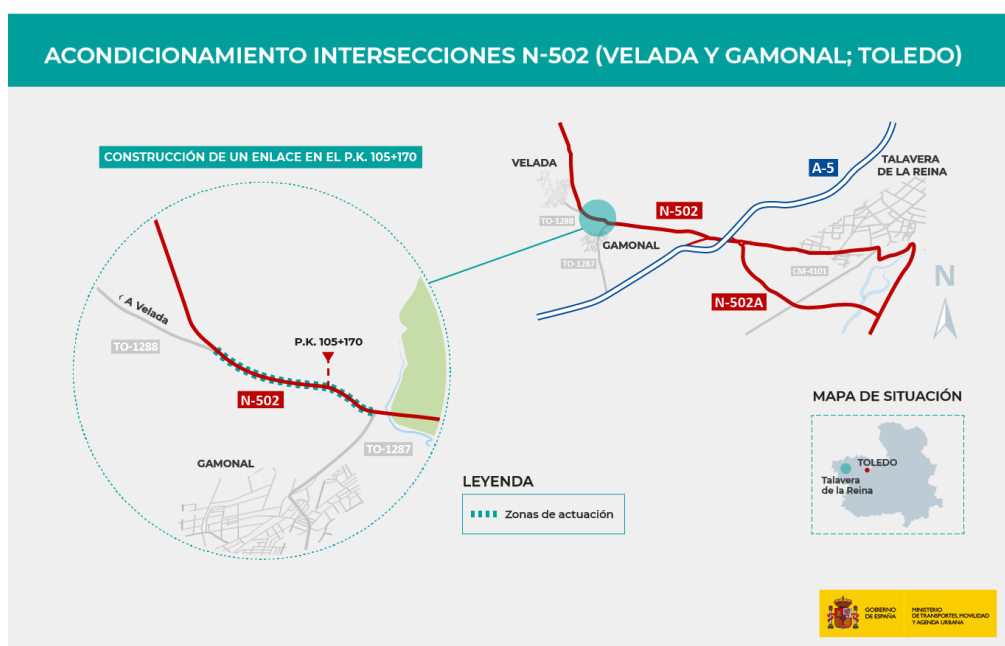 ACONDICIONAMIENTO INTERSECCIONES N-502 (VELADA Y GAMONAL; TOLEDO)
CONSTRUCCIÓN DE UN ENLACE EN EL P.K. 105+170
A Velada
TO-1288
P.K. 105+170
N-502
TO-1287
GAMONAL
VELADA
TO-1288
N-502
GAMONAL
TO-1287
A-5
TALAVERA
DE LA REINA
CM-4101
N-502A
N
LEYENDA
Zonas de actuación
MAPA DE SITUACIÓN
TOLEDO
Talavera
de la Reina
GOBIERNO
DE ESPAÑA
MINISTERIO
DE TRANSPORTES, MOVILIDAD
Y AGENDA URBANA